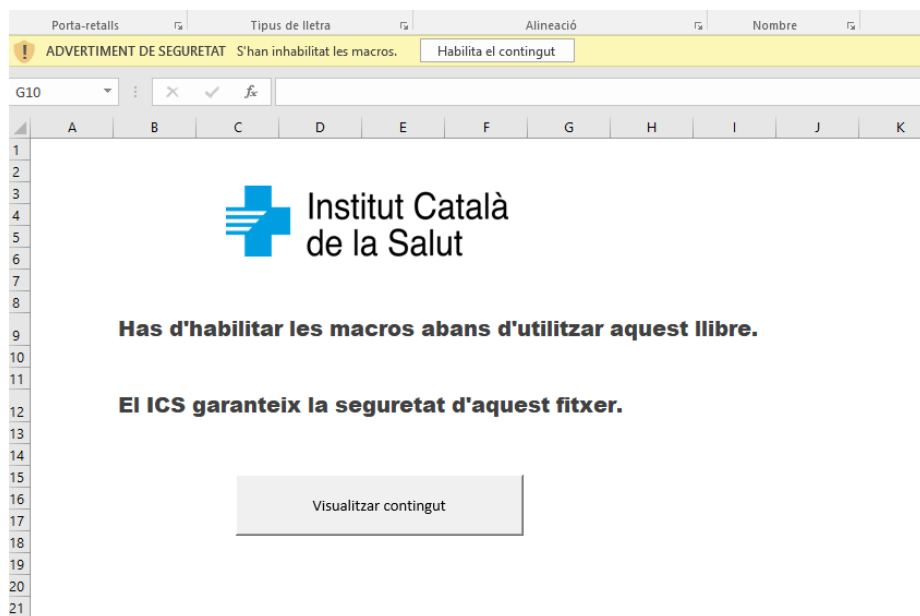 Porta-retalls Tipus de lletra Alineació Nombre
ADVERTIMENT DE SEGURETAT S'han inhabilitat les macros. Habilita el contingut
G10 fx
A B C D E F G H I J K
1
2
3
4
5
6
7
8
9
10
11
12
13
14
15
16
17
18
19
20
21
Institut Català
de la Salut
Has d'habilitar les macros abans d'utilitzar aquest llibre.
El ICS garanteix la seguretat d'aquest fitxer.
Visualitzar contingut